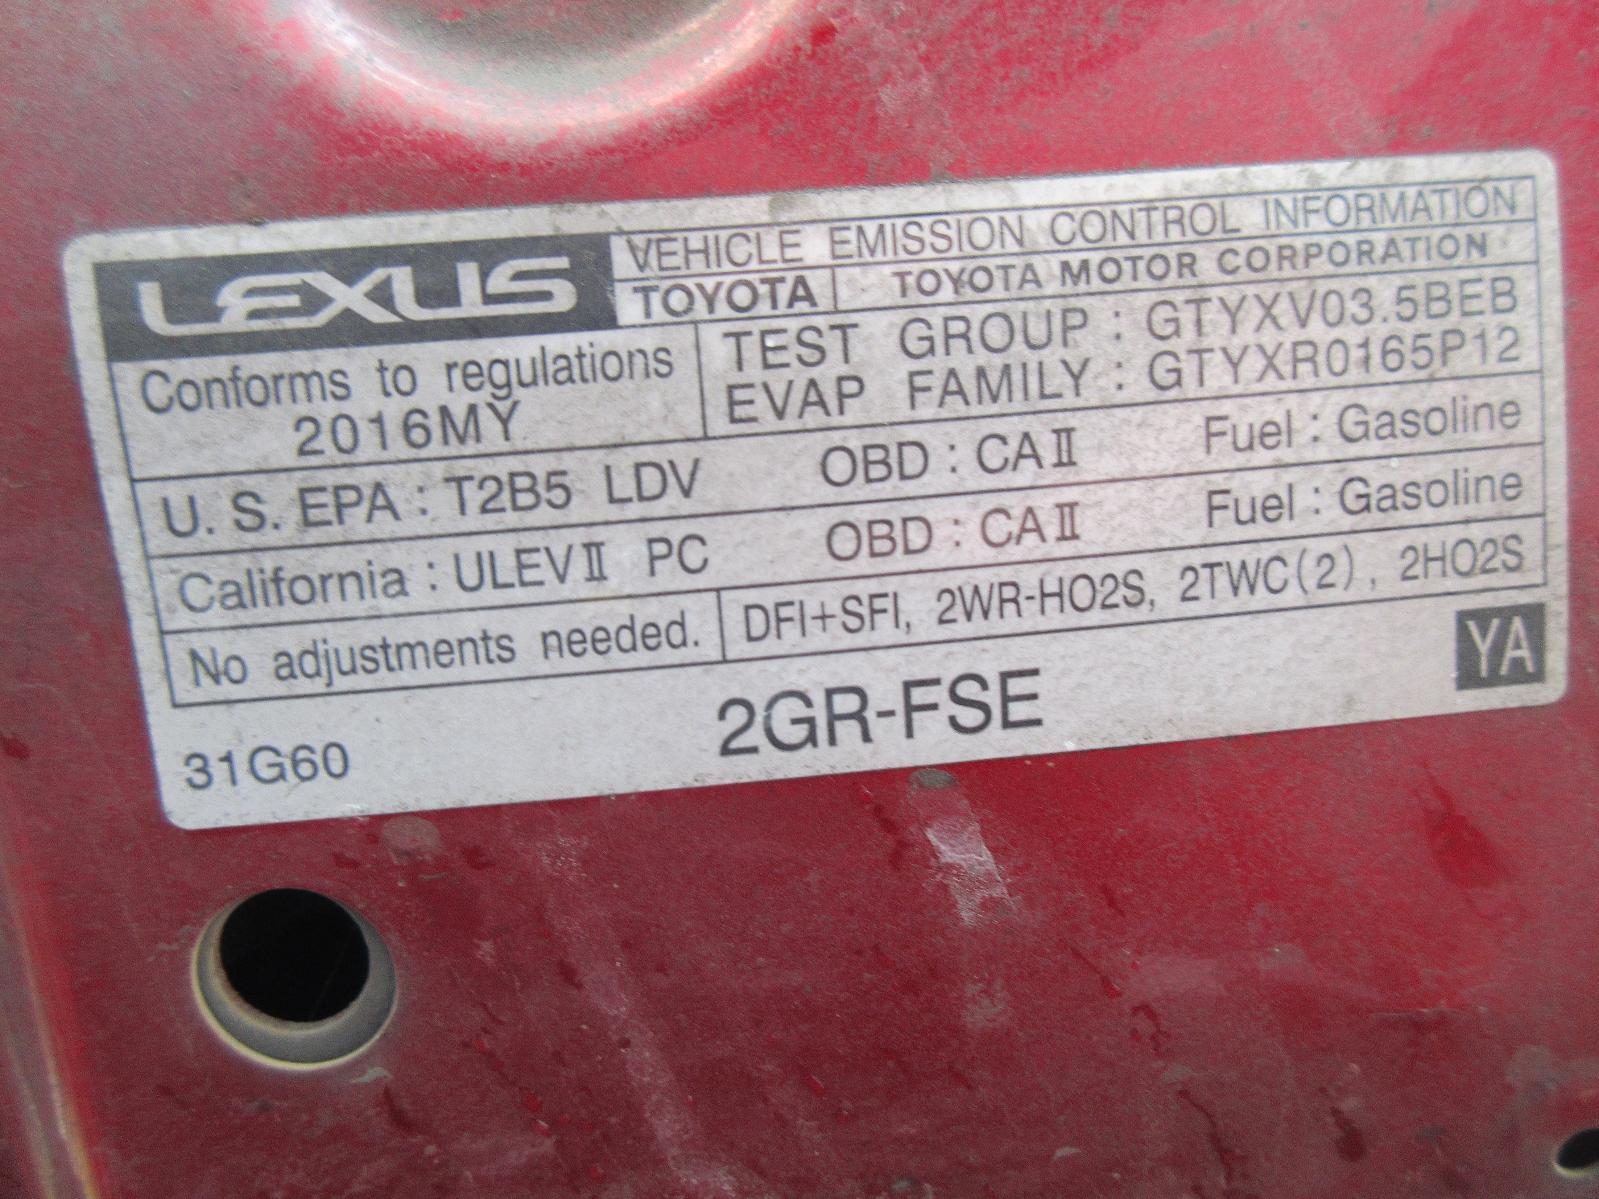 LEXUS
VEHICLE EMISSION CONTROL INFORMATION
TOYOTA TOYOTA MOTOR CORPORATION
Conforms to regulations
2016MY
TEST GROUP : GTYXV03.5BEB
EVAP FAMILY : GTYXR0165P12
U. S. EPA : T2B5 LDV OBD : CAⅡ Fuel : Gasoline
California : ULEVⅡ PC OBD : CAⅡ Fuel : Gasoline
No adjustments needed. DFI+SFI, 2WR-HO2S, 2TWC(2), 2HO2S
31G60 2GR-FSE YA